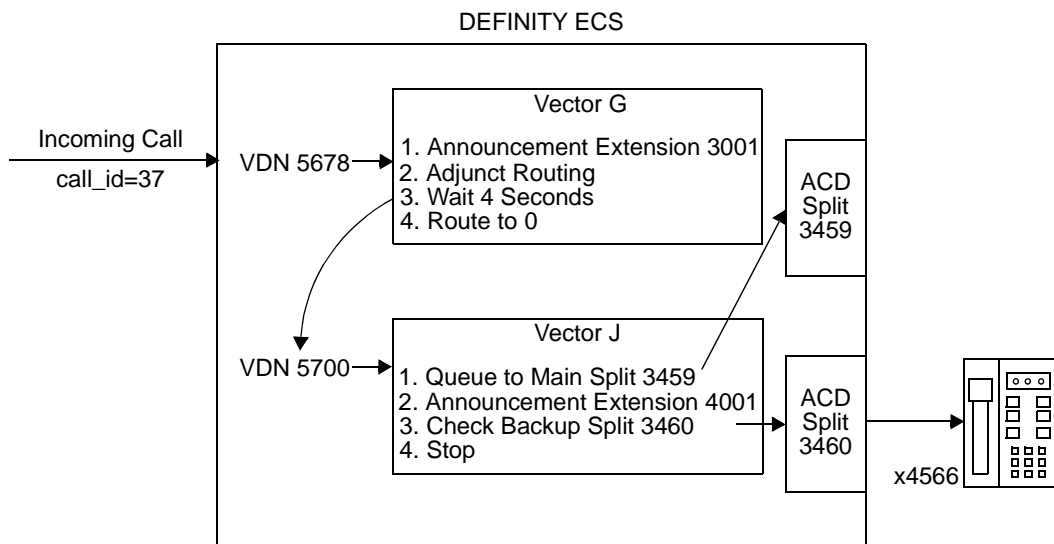 DEFINITY ECS
Incoming Call
call_id=37
VDN 5678
Vector G
1. Announcement Extension 3001
2. Adjunct Routing
3. Wait 4 Seconds
4. Route to 0
ACD
Split
3459
VDN 5700
Vector J
1. Queue to Main Split 3459
2. Announcement Extension 4001
3. Check Backup Split 3460
4. Stop
ACD
Split
3460
x4566